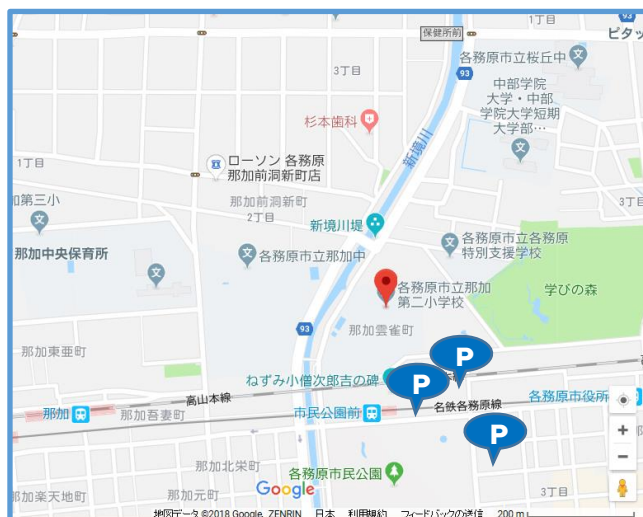 1丁目
保健所前
ピタッ
93
各務原市立桜丘中
3丁目
中部学院
大学・中部
学院大学短期
大学部…
杉本歯科
新境川
1丁目
ローソン 各務原
那加前洞新町店
加第三小
那加前洞新町
2丁目
3丁目
新境川堤
那加中央保育所
各務原市立那加中
各務原市立各務原
特別支援学校
各務原市立那加
第二小学校
学びの森
93
那加雲雀町
那加東亜町
ねずみ小僧次郎吉の碑
P
P
高山本線
各務原市役所
那加
那加吾妻町
市民公園前
名鉄各務原線
P
那加北栄町
各務原市民公園
那加楽天地町
那加元町
Google
3丁目
地図データ ©2018 Google, ZENRIN 日本 利用規約 フィードバックの送信 200 m